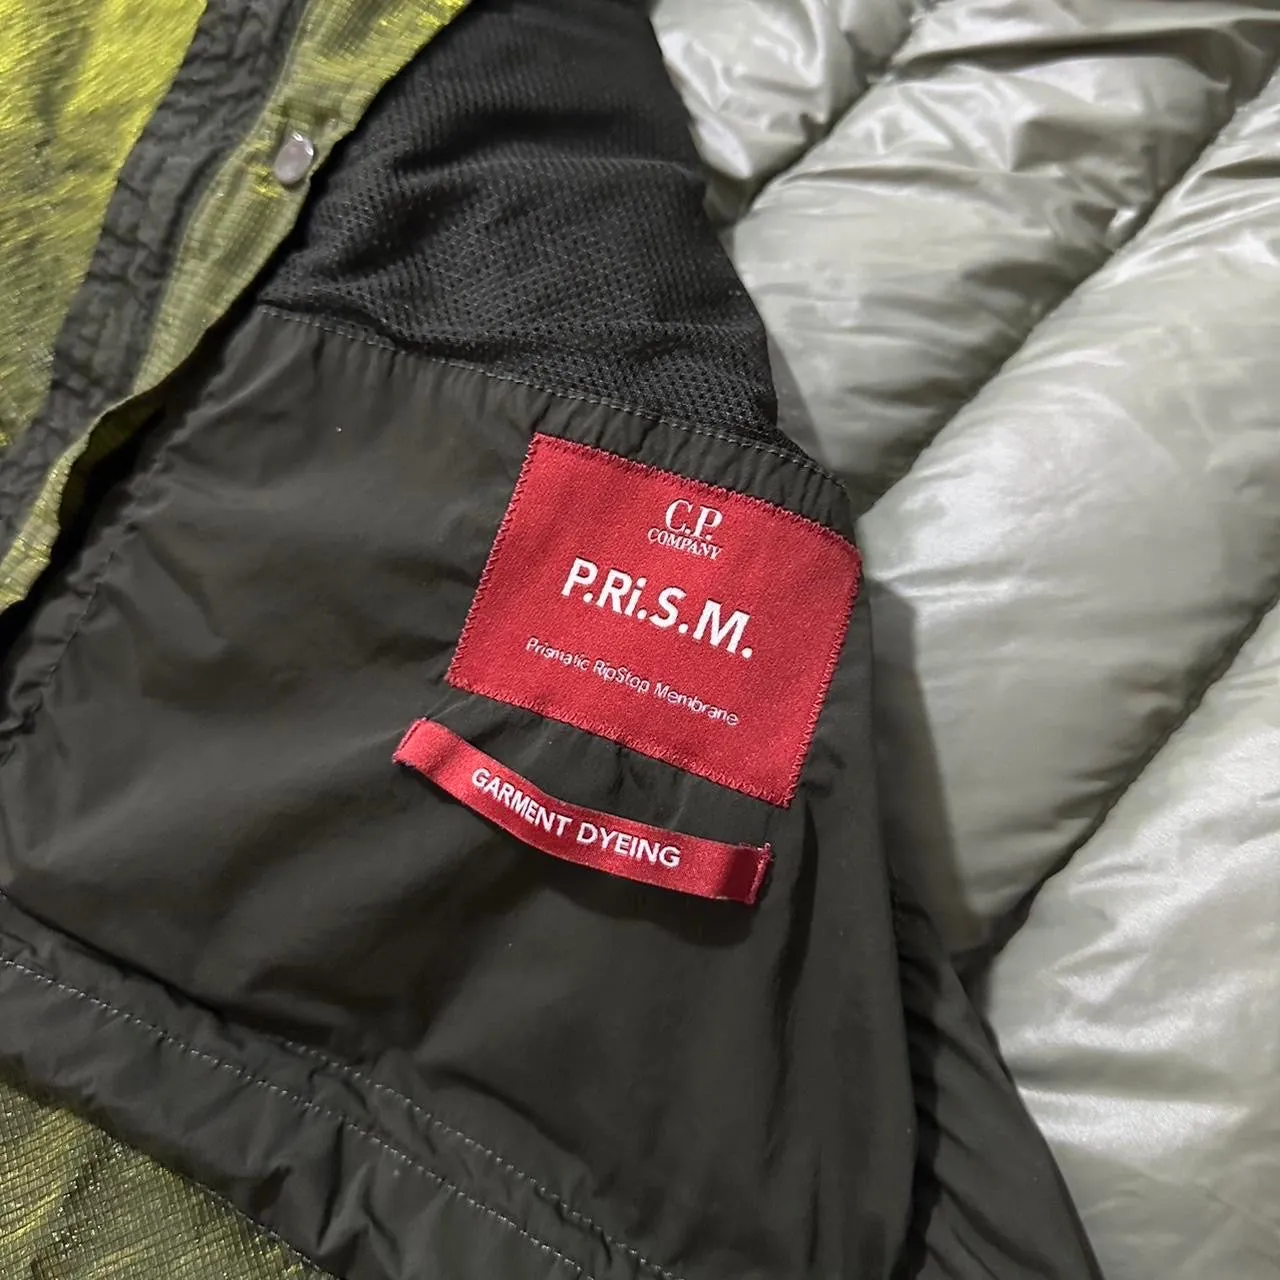 C.P.
COMPANY
P.Ri.S.M.
Prismatic RipStop Membrane
GARMENT DYEING